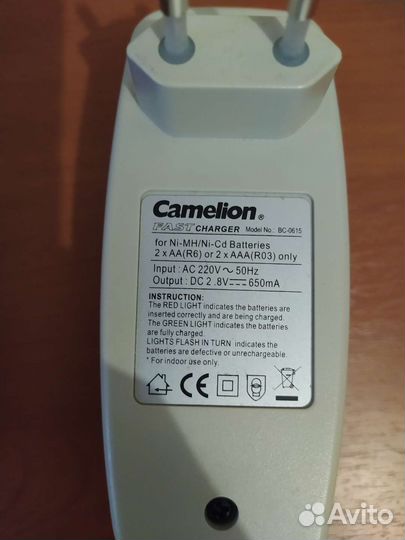 Camelion®
FAST CHARGER Model No.: BC-0615
for Ni-MH/Ni-Cd Batteries
2 x AA(R6) or 2 x AAA(R03) only
Input : AC 220V ~ 50Hz
Output : DC 2 .8V⎓650mA
INSTRUCTION:
The RED LIGHT indicates the batteries are
inserted correctly and are being charged.
The GREEN LIGHT indicates the batteries
are fully charged.
LIGHTS FLASH IN TURN indicates the
batteries are defective or unrechargeable.
* For indoor use only.
CE
Avito